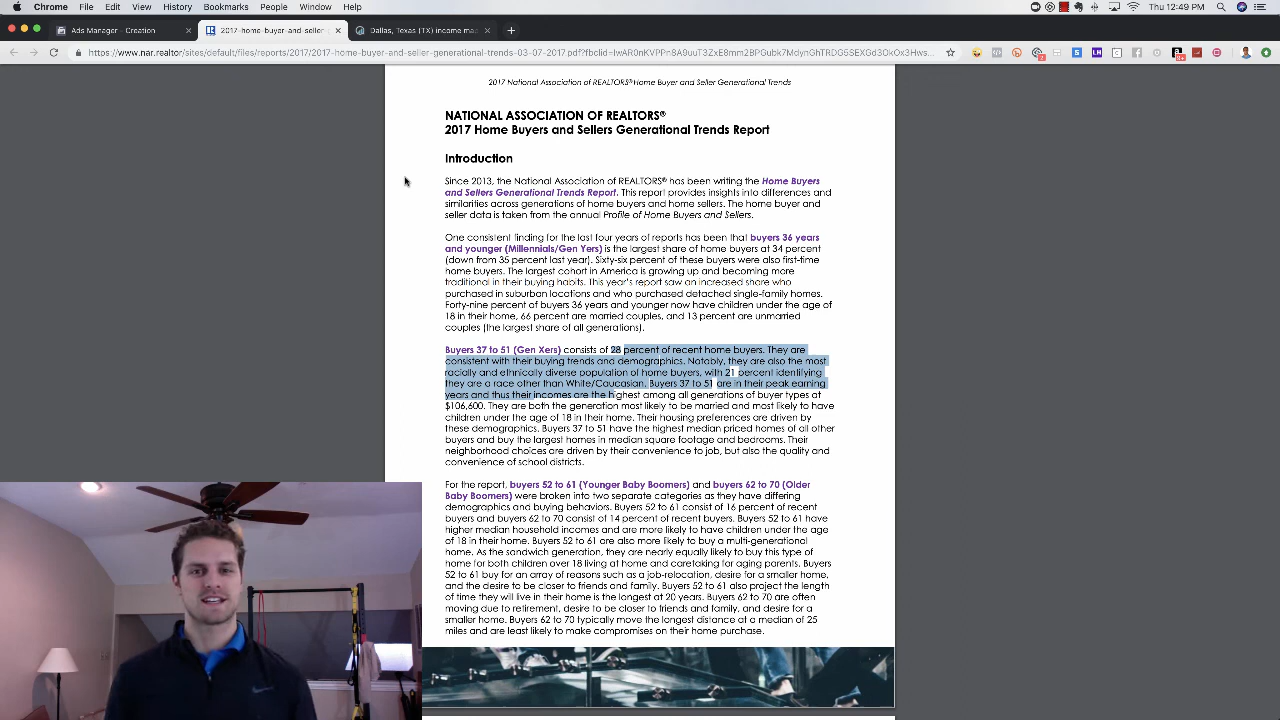 Chrome File Edit View History Bookmarks People Window Help
Thu 12:49 PM
Ads Manager - Creation
2017-home-buyer-and-seller-
Dallas, Texas (TX) income ma
2017 National Association of REALTORS® Home Buyer and Seller Generational Trends
NATIONAL ASSOCIATION OF REALTORS®
2017 Home Buyers and Sellers Generational Trends Report
Introduction
Since 2013, the National Association of REALTORS® has been writing the Home Buyers
and Sellers Generational Trends Report. This report provides insights into differences and
similarities across generations of home buyers and home sellers. The home buyer and
seller data is taken from the annual Profile of Home Buyers and Sellers.
One consistent finding for the last four years of reports has been that buyers 36 years
and younger (Millennials/Gen Yers) is the largest share of home buyers at 34 percent
(down from 35 percent last year). Sixty-six percent of these buyers were also first-time
home buyers. The largest cohort in America is growing up and becoming more
traditional in their buying habits. This year's report saw an increased share who
purchased in suburban locations and who purchased detached single-family homes.
Forty-nine percent of buyers 36 years and younger now have children under the age of
18 in their home, 66 percent are married couples, and 13 percent are unmarried
couples (the largest share of all generations).
Buyers 37 to 51 (Gen Xers) consists of 28 percent of recent home buyers. They are
consistent with their buying trends and demographics. Notably, they are also the most
racially and ethnically diverse population of home buyers, with 21 percent identifying
they are a race other than White/Caucasian. Buyers 37 to 51 are in their peak earning
years and thus their incomes are the highest among all generations of buyer types at
$106,600. They are both the generation most likely to be married and most likely to have
children under the age of 18 in their home. Their housing preferences are driven by
these demographics. Buyers 37 to 51 have the highest median priced homes of all other
buyers and buy the largest homes in median square footage and bedrooms. Their
neighborhood choices are driven by their convenience to job, but also the quality and
convenience of school districts.
For the report, buyers 52 to 61 (Younger Baby Boomers) and buyers 62 to 70 (Older
Baby Boomers) were broken into two separate categories as they have differing
demographics and buying behaviors. Buyers 52 to 61 consist of 16 percent of recent
buyers and buyers 62 to 70 consist of 14 percent of recent buyers. Buyers 52 to 61 have
higher median household incomes and are more likely to have children under the age
of 18 in their home. Buyers 52 to 61 are also more likely to buy a multi-generational
home. As the sandwich generation, they are nearly equally likely to buy this type of
home for both children over 18 living at home and caretaking for aging parents. Buyers
52 to 61 buy for an array of reasons such as a job-relocation, desire for a smaller home,
and the desire to be closer to friends and family. Buyers 52 to 61 also project the length
of time they will live in their home is the longest at 20 years. Buyers 62 to 70 are often
moving due to retirement, desire to be closer to friends and family, and desire for a
smaller home. Buyers 62 to 70 typically move the longest distance at a median of 25
miles and are least likely to make compromises on their home purchase.